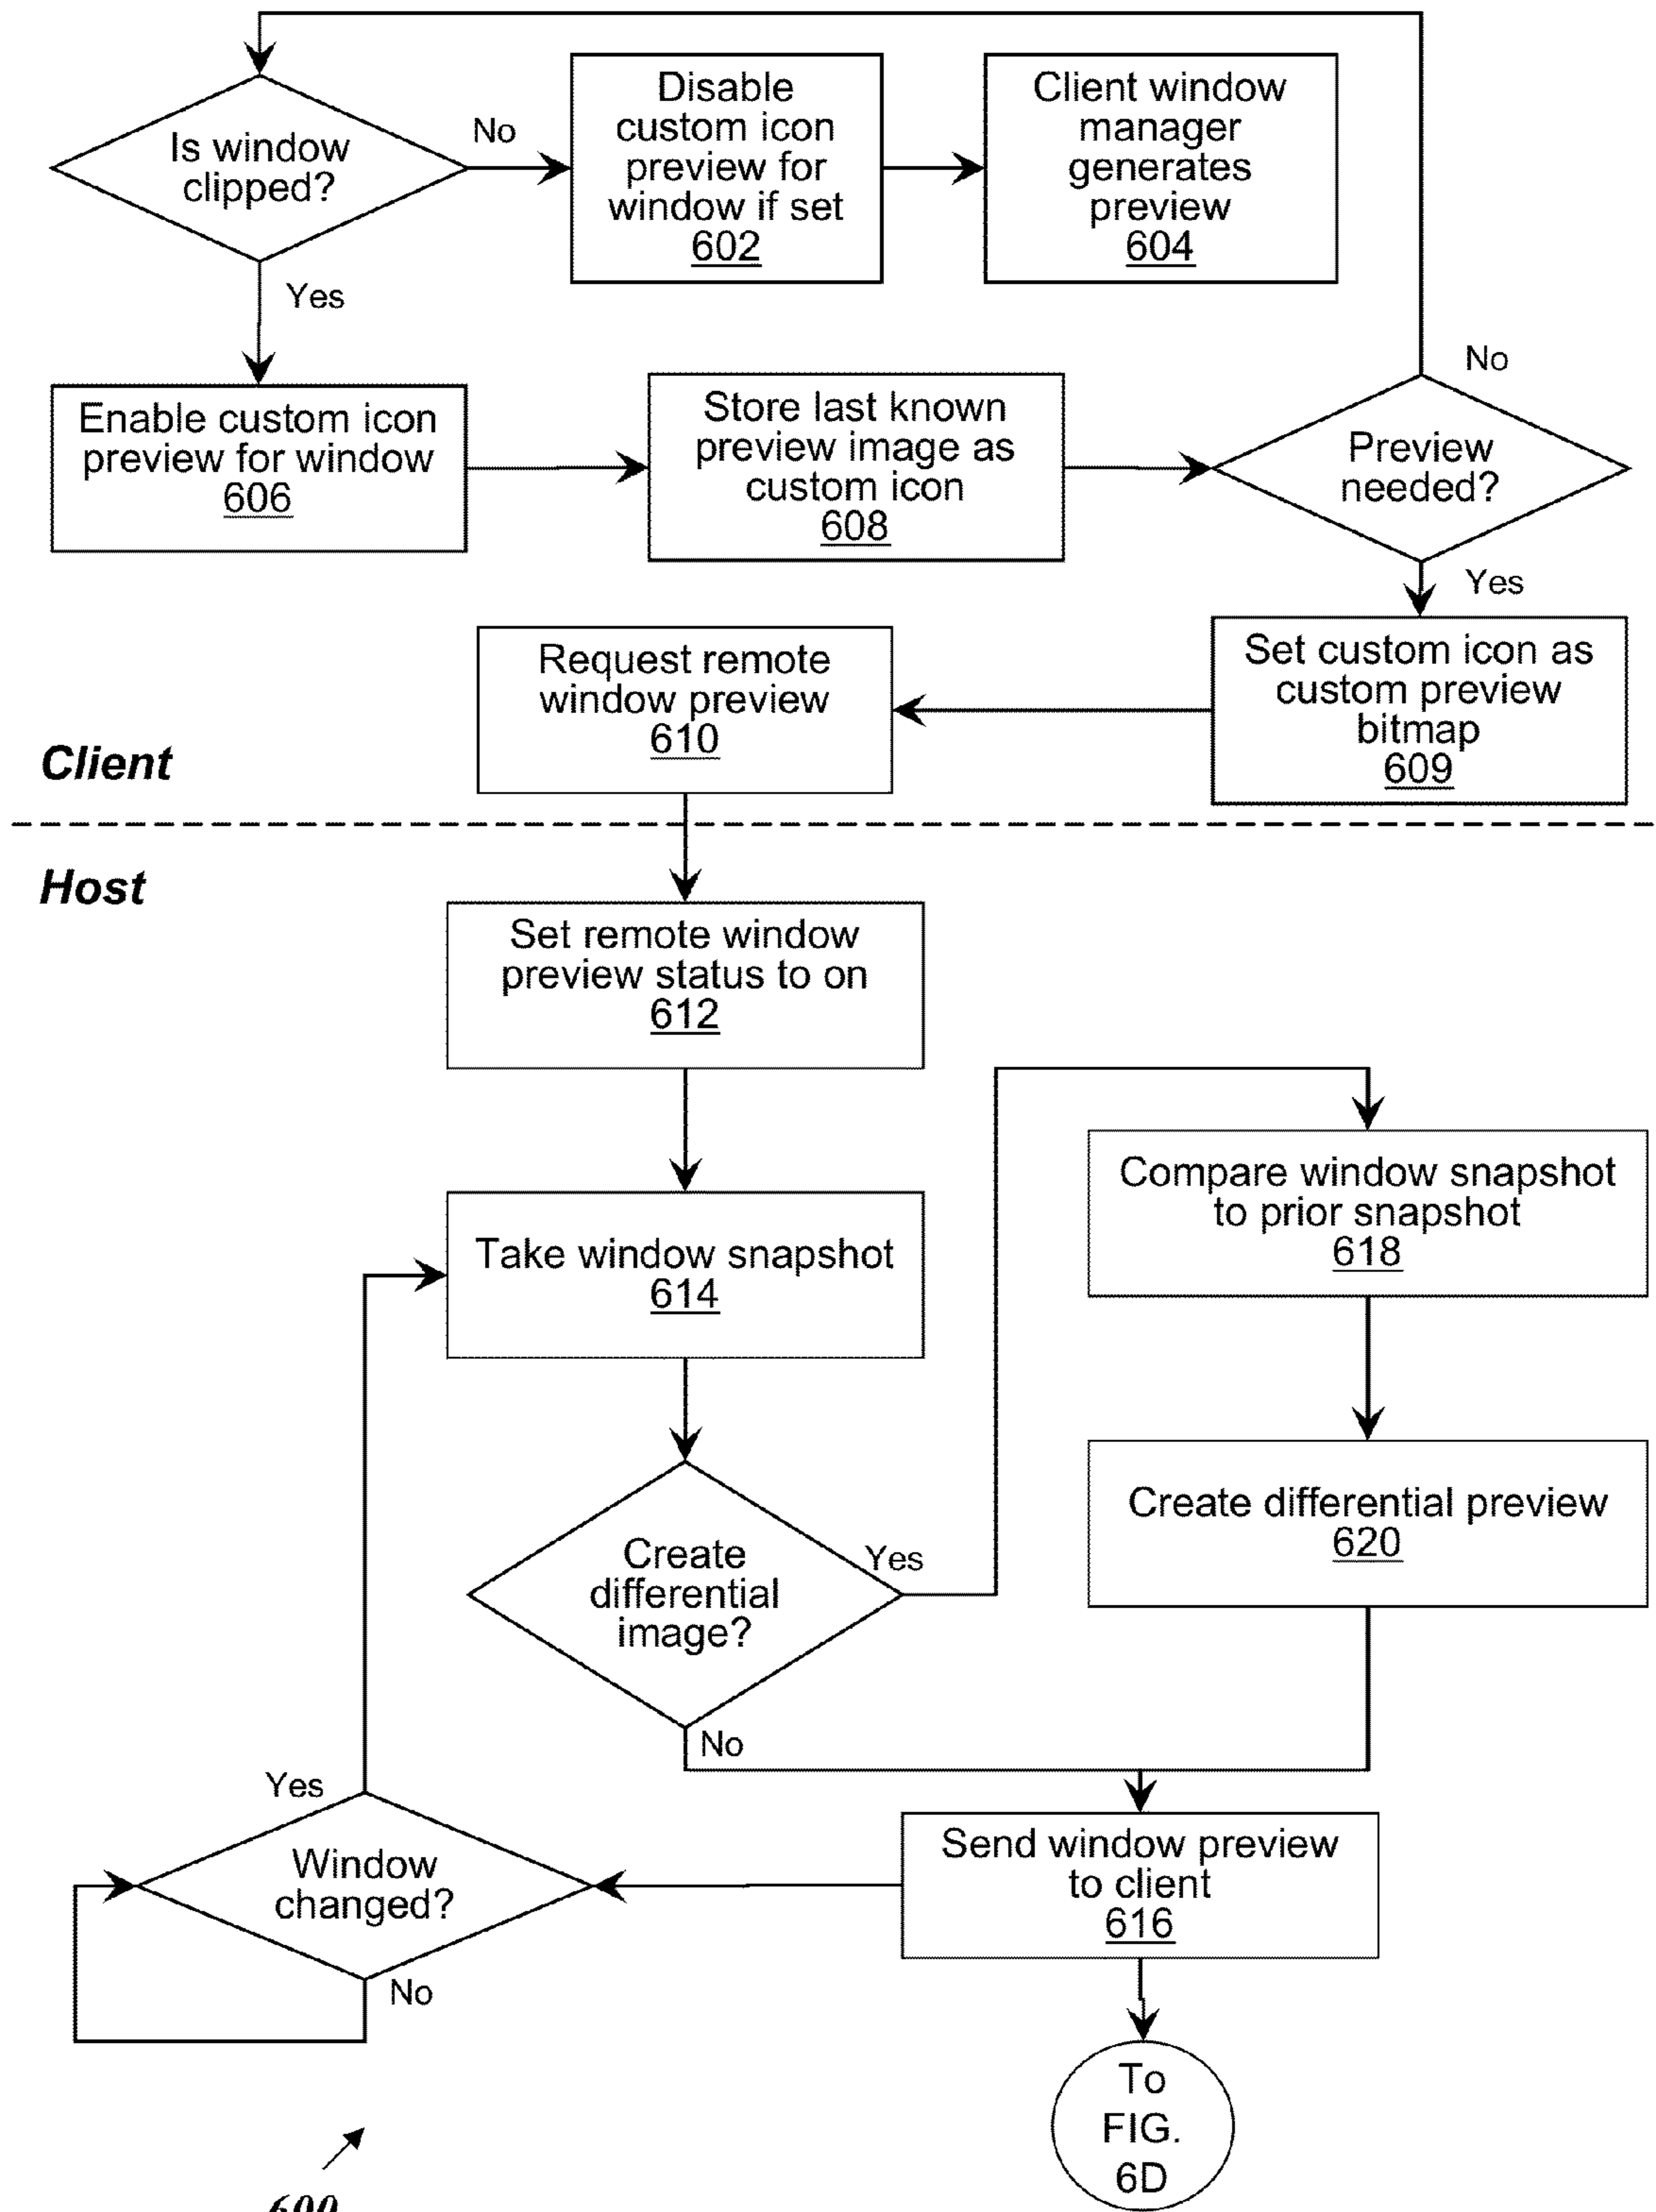 Is window
clipped?
No
Disable
custom icon
preview for
window if set
602
Client window
manager
generates
preview
604
Yes
Enable custom icon
preview for window
606
Store last known
preview image as
custom icon
608
No
Preview
needed?
Yes
Set custom icon as
custom preview
bitmap
609
Request remote
window preview
610
Client
Host
Set remote window
preview status to on
612
Take window snapshot
614
Compare window snapshot
to prior snapshot
618
Create
differential
image?
Yes
Create differential preview
620
No
Send window preview
to client
616
Yes
Window
changed?
No
To
FIG.
6D
600